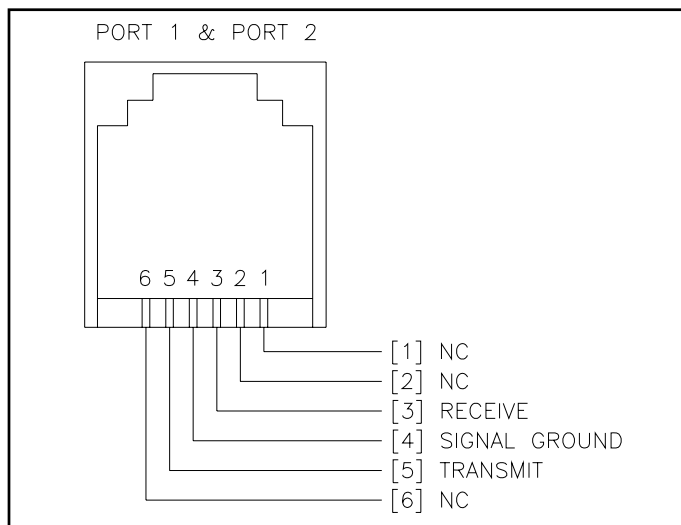 PORT 1 & PORT 2
6 5 4 3 2 1
[1] NC
[2] NC
[3] RECEIVE
[4] SIGNAL GROUND
[5] TRANSMIT
[6] NC